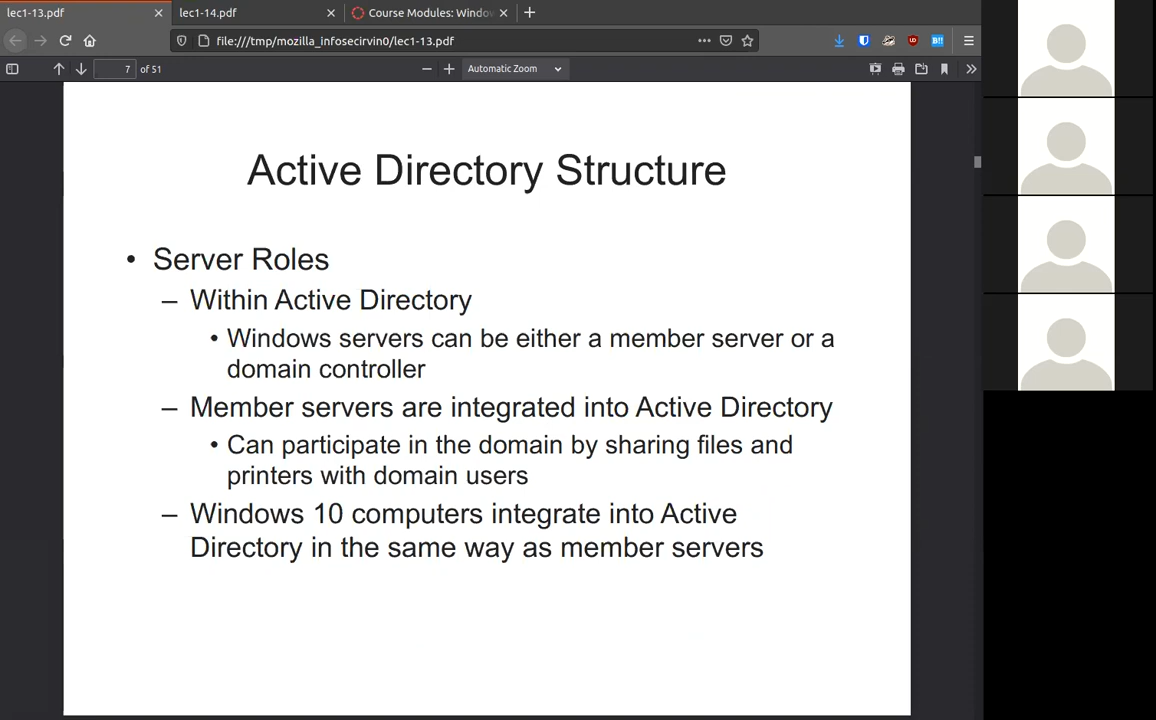 lec1-13.pdf
lec1-14.pdf
Course Modules: Windo
file:///tmp/mozilla_infosecirvin0/lec1-13.pdf
7 of 51
Automatic Zoom
Active Directory Structure
• Server Roles
– Within Active Directory
• Windows servers can be either a member server or a
domain controller
– Member servers are integrated into Active Directory
• Can participate in the domain by sharing files and
printers with domain users
– Windows 10 computers integrate into Active
Directory in the same way as member servers